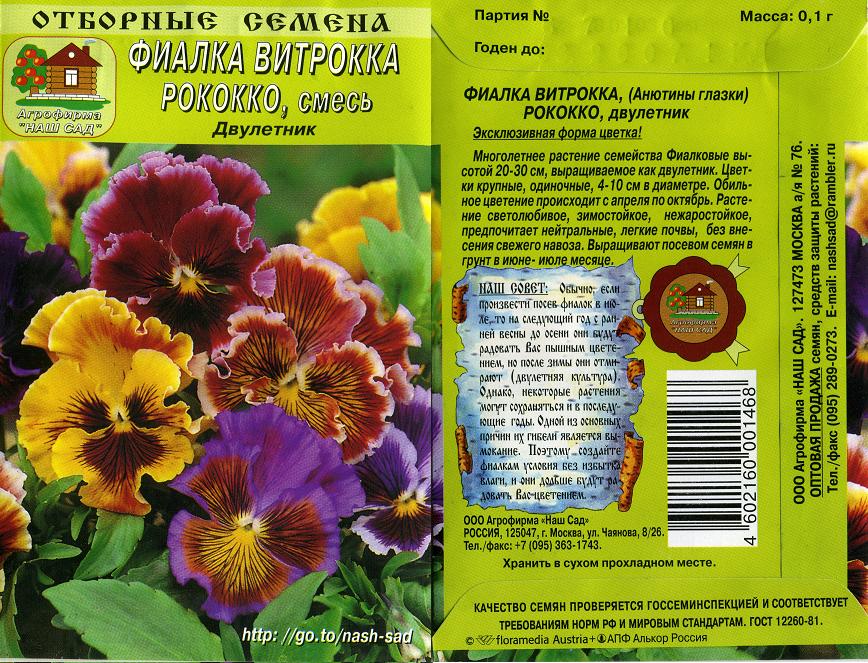 ОТБОРНЫЕ СЕМЕНА
Агрофирма
"НАШ САД"
ФИАЛКА ВИТРОККА
РОКОККО, смесь
Двулетник
http: //go.to/nash-sad
Партия №
Масса: 0,1 г
Годен до:
ФИАЛКА ВИТРОККА, (Анютины глазки)
РОКОККО, двулетник
Эксклюзивная форма цветка!
Многолетнее растение семейства Фиалковые вы-
сотой 20-30 см, выращиваемое как двулетник. Цвет-
ки крупные, одиночные, 4-10 см в диаметре. Обиль-
ное цветение происходит с апреля по октябрь. Расте-
ние светолюбивое, зимостойкое, нежаростойкое,
предпочитает нейтральные, легкие почвы, без вне-
сения свежего навоза. Выращивают посевом семян в
грунт в июне- июле месяце.
НАШ СОВЕТ: Обычно, если
произвести посев фиалок в ию-
ле, то на следующий год с ран-
ней весны до осени они будут
радовать Вас пышным цвете-
нием, но после зимы они отми-
рают (двулетняя культура).
Однако, некоторые растения
могут сохраняться и в последу-
ющие годы. Одной из основных
причин их гибели является вы-
мокание. Поэтому создайте
фиалкам условия без избытка
влаги, и они дольше будут ра-
довать Вас цветением.
Агрофирма
"НАШ САД"
4 602160 001468
ООО Агрофирма «Наш Сад»
РОССИЯ, 125047, г. Москва, ул. Чаянова, 8/26.
Тел./факс: +7 (095) 363-1743.
Хранить в сухом прохладном месте.
ООО Агрофирма «НАШ САД». 127473 МОСКВА а/я № 76.
ОПТОВАЯ ПРОДАЖА семян, средств защиты растений:
Тел./факс (095) 289-0273. E-mail: nashsad@rambler.ru
КАЧЕСТВО СЕМЯН ПРОВЕРЯЕТСЯ ГОССЕМИНСПЕКЦИЕЙ И СООТВЕТСТВУЕТ
ТРЕБОВАНИЯМ НОРМ РФ И МИРОВЫМ СТАНДАРТАМ. ГОСТ 12260-81.
© floramedia Austria+ АПФ Алькор Россия